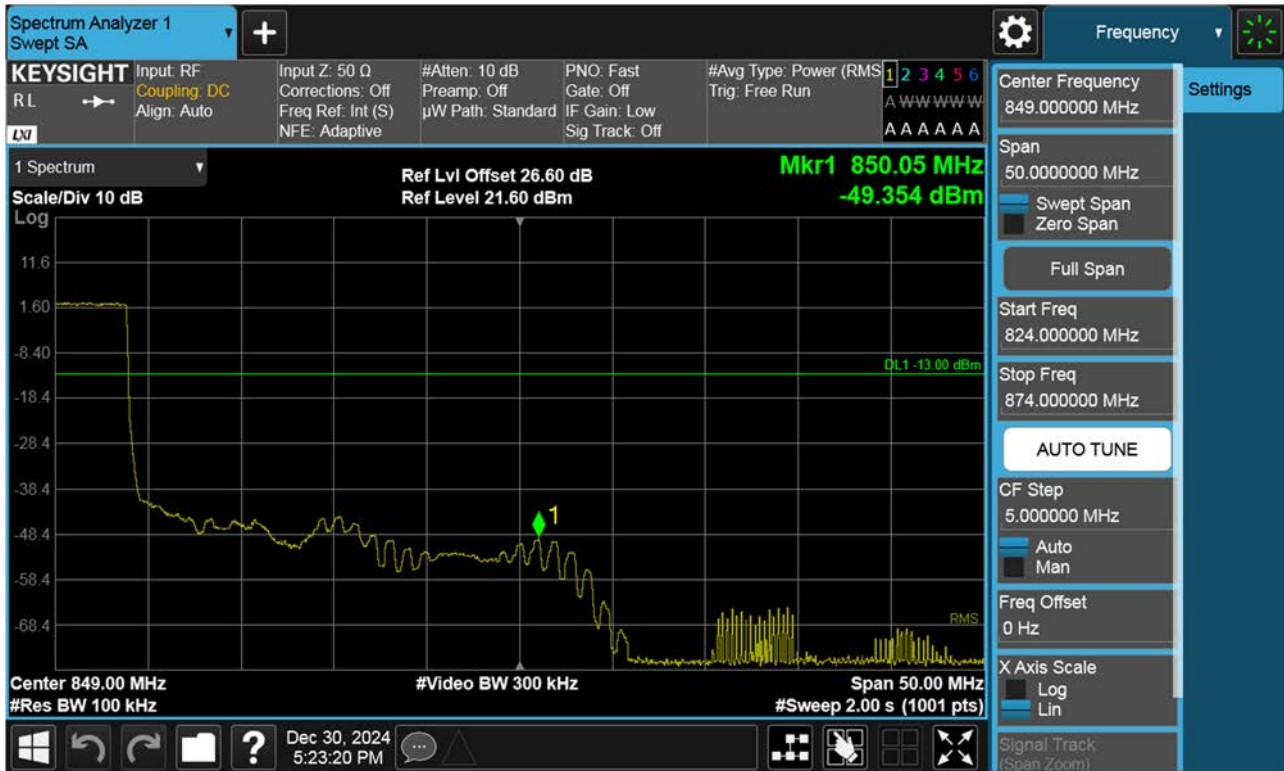 Spectrum Analyzer 1
Swept SA
Frequency
KEYSIGHT
RL
LXI
Input: RF
Coupling: DC
Align: Auto
Input Z: 50 Ω
Corrections: Off
Freq Ref: Int (S)
NFE: Adaptive
#Atten: 10 dB
Preamp: Off
µW Path: Standard
PNO: Fast
Gate: Off
IF Gain: Low
Sig Track: Off
#Avg Type: Power (RMS
Trig: Free Run
1 2 3 4 5 6
A W W W W W
A A A A A A
1 Spectrum
Scale/Div 10 dB
Ref Lvl Offset 26.60 dB
Ref Level 21.60 dBm
Mkr1 850.05 MHz
-49.354 dBm
Log
11.6
1.60
-8.40
DL1 -13.00 dBm
-18.4
-28.4
-38.4
1
-48.4
-58.4
-68.4
RMS
Center 849.00 MHz
#Video BW 300 kHz
Span 50.00 MHz
#Res BW 100 kHz
#Sweep 2.00 s (1001 pts)
Dec 30, 2024
5:23:20 PM
Settings
Center Frequency
849.000000 MHz
Span
50.0000000 MHz
Swept Span
Zero Span
Full Span
Start Freq
824.000000 MHz
Stop Freq
874.000000 MHz
AUTO TUNE
CF Step
5.000000 MHz
Auto
Man
Freq Offset
0 Hz
X Axis Scale
Log
Lin
Signal Track
(Span Zoom)